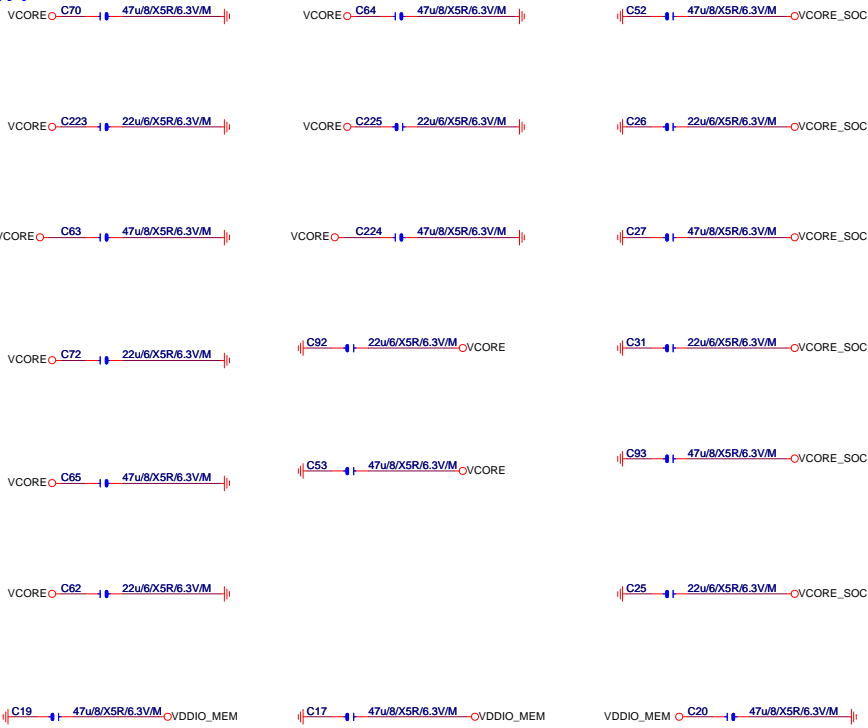 VCORE C70 47u/8/X5R/6.3V/M
VCORE C64 47u/8/X5R/6.3V/M
C52 47u/8/X5R/6.3V/M VCORE_SOC
VCORE C223 22u/6/X5R/6.3V/M
VCORE C225 22u/6/X5R/6.3V/M
C26 22u/6/X5R/6.3V/M VCORE_SOC
VCORE C63 47u/8/X5R/6.3V/M
VCORE C224 47u/8/X5R/6.3V/M
C27 47u/8/X5R/6.3V/M VCORE_SOC
VCORE C72 22u/6/X5R/6.3V/M
C92 22u/6/X5R/6.3V/M VCORE
C31 22u/6/X5R/6.3V/M VCORE_SOC
VCORE C65 47u/8/X5R/6.3V/M
C53 47u/8/X5R/6.3V/M VCORE
C93 47u/8/X5R/6.3V/M VCORE_SOC
VCORE C62 22u/6/X5R/6.3V/M
C25 22u/6/X5R/6.3V/M VCORE_SOC
C19 47u/8/X5R/6.3V/M VDDIO_MEM
C17 47u/8/X5R/6.3V/M VDDIO_MEM
VDDIO_MEM C20 47u/8/X5R/6.3V/M